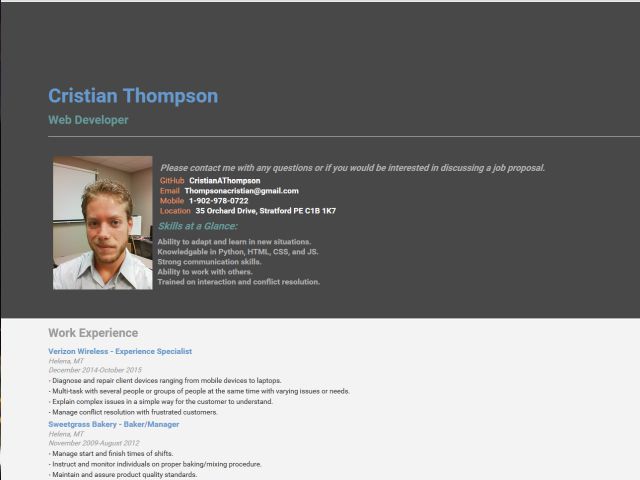 Cristian Thompson
Web Developer
Please contact me with any questions or if you would be interested in discussing a job proposal.
GitHub CristianAThompson
Email Thompsonacristian@gmail.com
Mobile 1-902-978-0722
Location 35 Orchard Drive, Stratford PE C1B 1K7
Skills at a Glance:
Ability to adapt and learn in new situations.
Knowledgable in Python, HTML, CSS, and JS.
Strong communication skills.
Ability to work with others.
Trained on interaction and conflict resolution.
Work Experience
Verizon Wireless - Experience Specialist
Helena, MT
December 2014-October 2015
- Diagnose and repair client devices ranging from mobile devices to laptops.
- Multi-task with several people or groups of people at the same time with varying issues or needs.
- Explain complex issues in a simple way for the customer to understand.
- Manage conflict resolution with frustrated customers.
Sweetgrass Bakery - Baker/Manager
Helena, MT
November 2009-August 2012
- Manage start and finish times of shifts.
- Instruct and monitor individuals on proper baking/mixing procedure.
- Maintain and assure product quality standards.